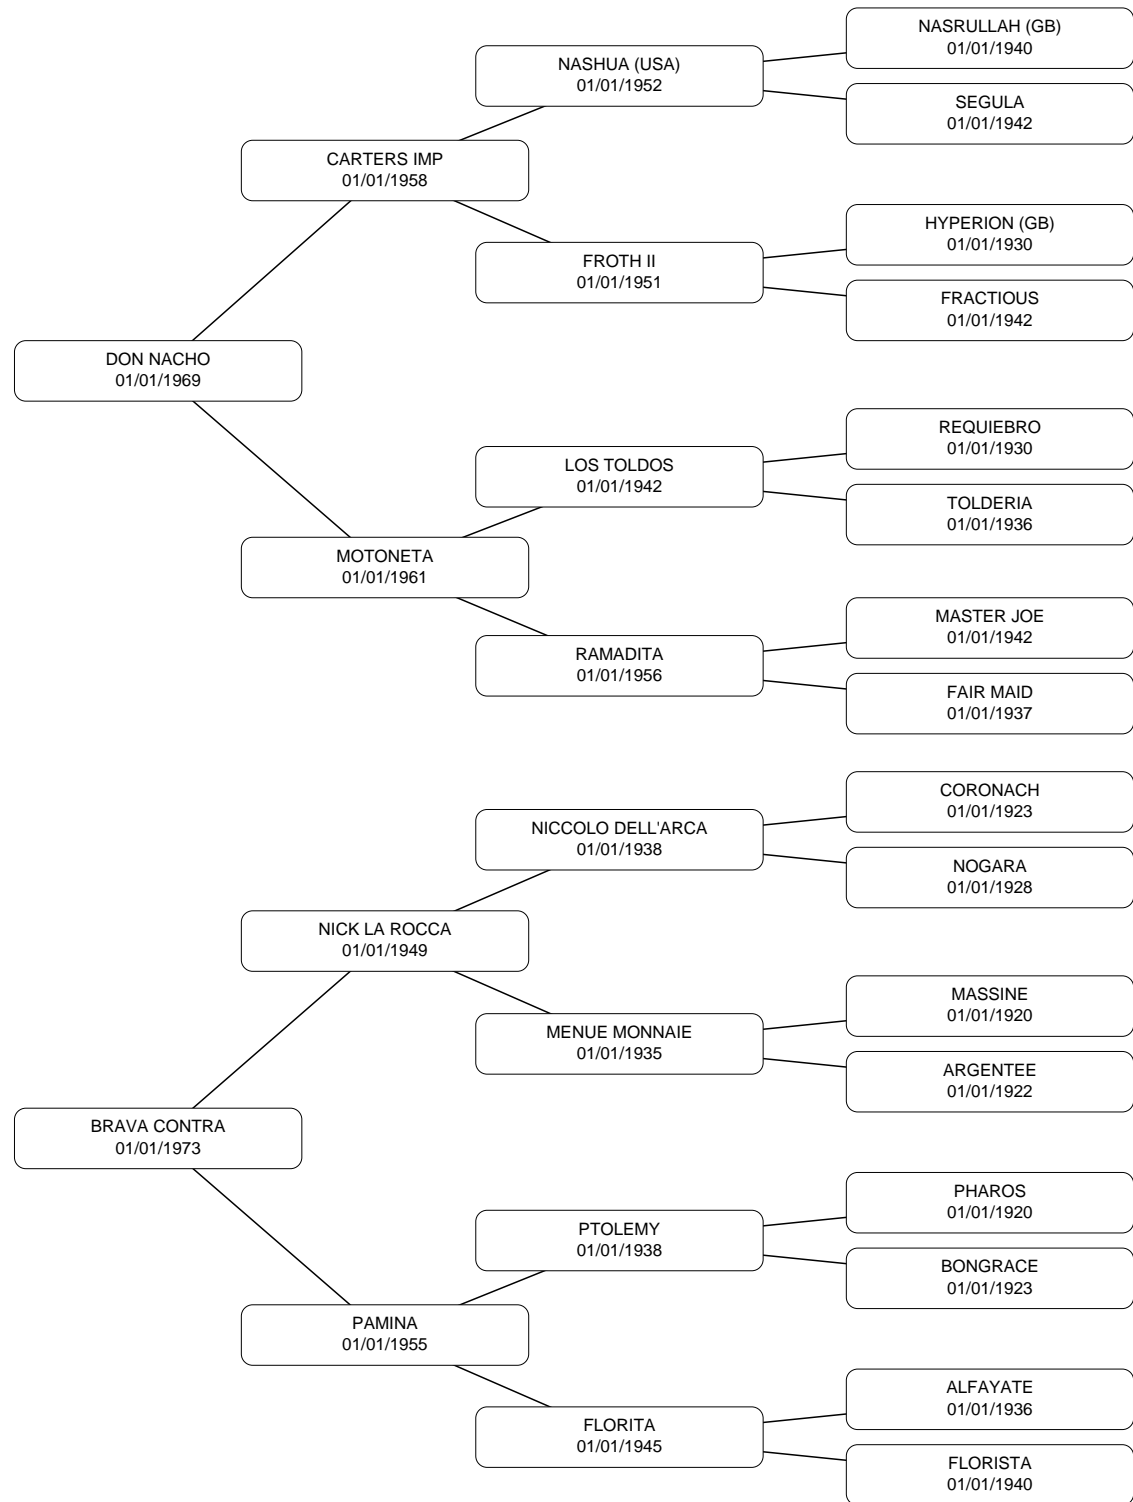 NASRULLAH (GB)
01/01/1940
NASHUA (USA)
01/01/1952
SEGULA
01/01/1942
CARTERS IMP
01/01/1958
HYPERION (GB)
01/01/1930
FROTH II
01/01/1951
FRACTIOUS
01/01/1942
DON NACHO
01/01/1969
REQUIEBRO
01/01/1930
LOS TOLDOS
01/01/1942
TOLDERIA
01/01/1936
MOTONETA
01/01/1961
MASTER JOE
01/01/1942
RAMADITA
01/01/1956
FAIR MAID
01/01/1937
CORONACH
01/01/1923
NICCOLO DELL'ARCA
01/01/1938
NOGARA
01/01/1928
NICK LA ROCCA
01/01/1949
MASSINE
01/01/1920
MENUE MONNAIE
01/01/1935
ARGENTEE
01/01/1922
BRAVA CONTRA
01/01/1973
PHAROS
01/01/1920
PTOLEMY
01/01/1938
BONGRACE
01/01/1923
PAMINA
01/01/1955
ALFAYATE
01/01/1936
FLORITA
01/01/1945
FLORISTA
01/01/1940